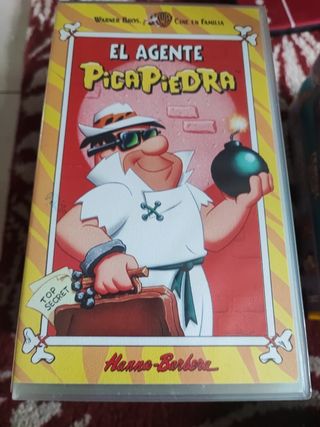 Warner Bros. Cine en Familia
EL AGENTE
PICAPIEDRA
TOP
SECRET
Hanna-Barbera